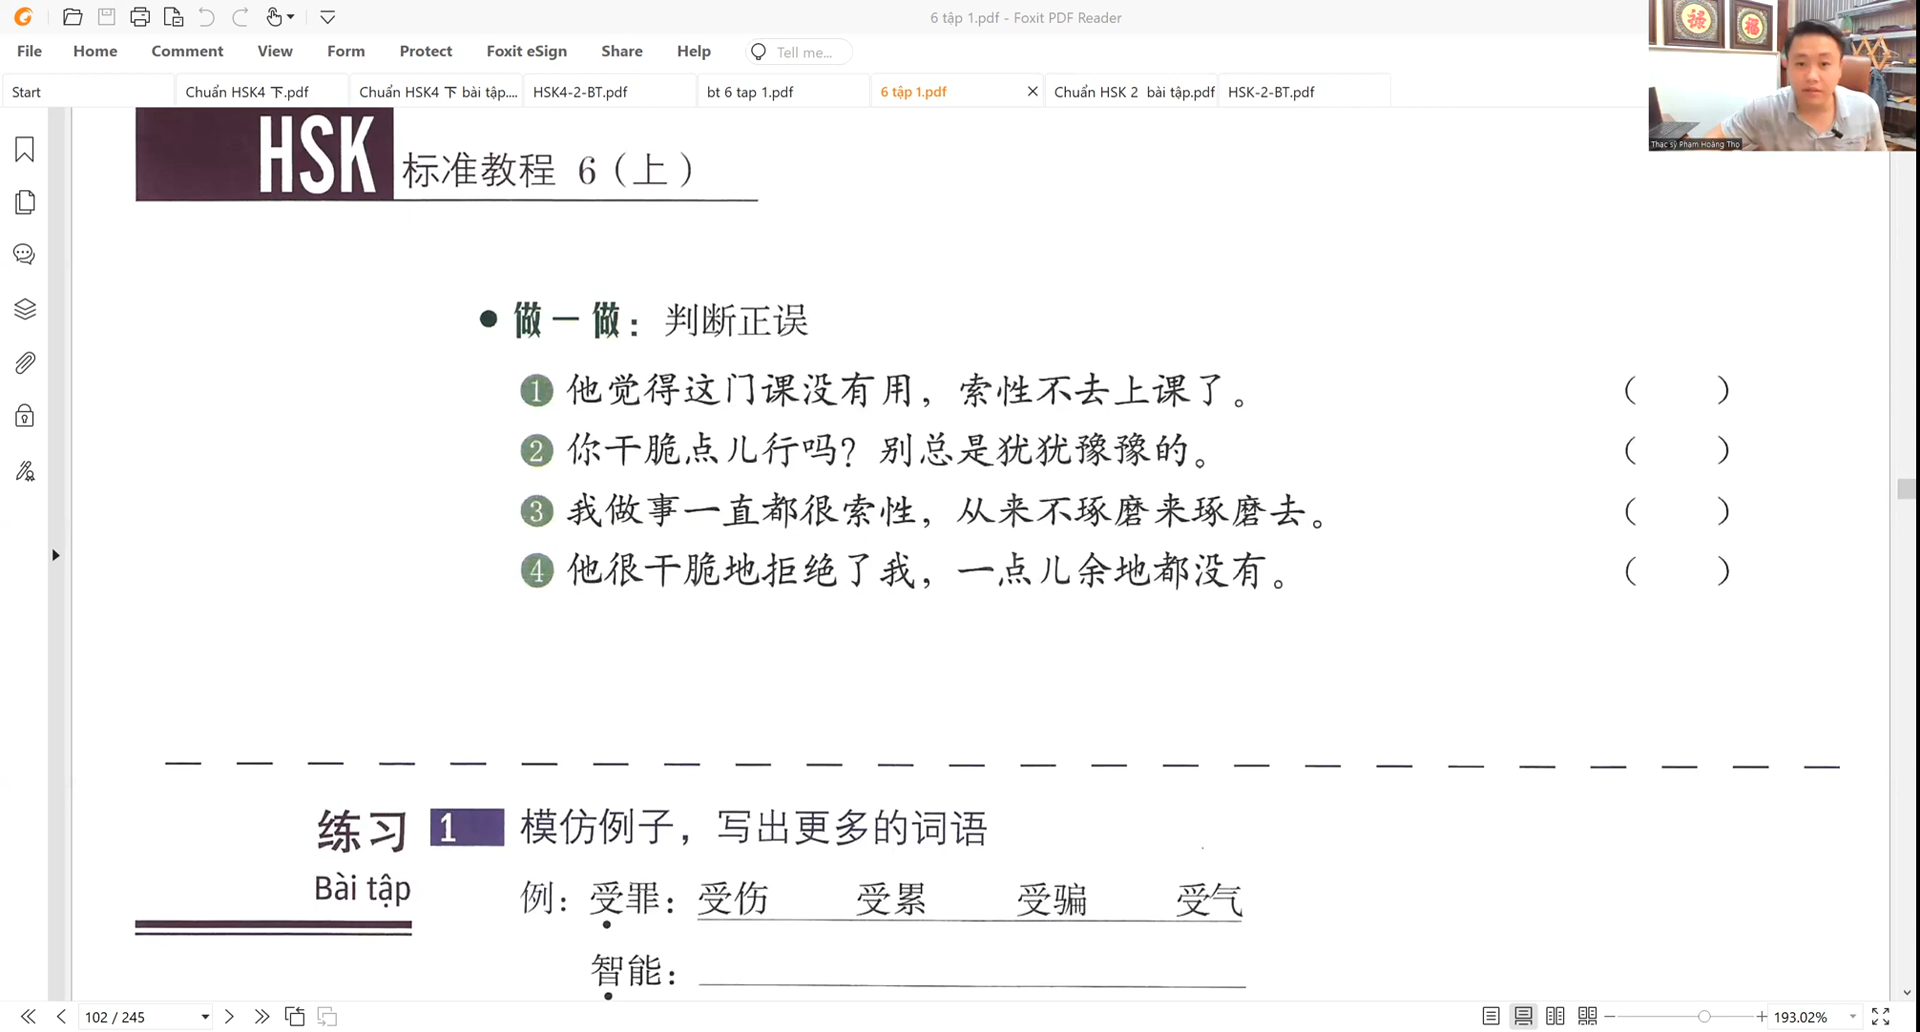 6 tập 1.pdf - Foxit PDF Reader
File Home Comment View Form Protect Foxit eSign Share Help Tell me...
Start Chuẩn HSK4 下.pdf Chuẩn HSK4 下 bài tập.... HSK4-2-BT.pdf bt 6 tap 1.pdf 6 tập 1.pdf Chuẩn HSK 2 bài tập.pdf HSK-2-BT.pdf
禄 福
Thạc sỹ Phạm Hoàng Thọ
HSK 标准教程 6（上）
• 做一做：判断正误
1 他觉得这门课没有用，索性不去上课了。 （ ）
2 你干脆点儿行吗？别总是犹犹豫豫的。 （ ）
3 我做事一直都很索性，从来不琢磨来琢磨去。 （ ）
4 他很干脆地拒绝了我，一点儿余地都没有。 （ ）
练习 1 模仿例子，写出更多的词语
Bài tập
例：受罪：受伤 受累 受骗 受气
智能：
102 / 245
193.02%